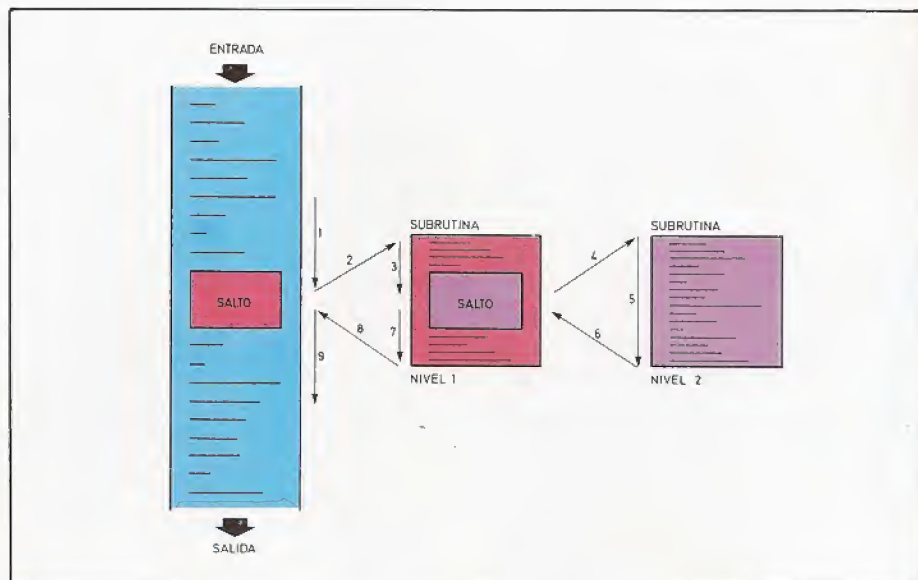 ENTRADA
1
SALTO
9
SALIDA
2
8
SUBRUTINA
3
SALTO
7
NIVEL 1
4
6
SUBRUTINA
5
NIVEL 2